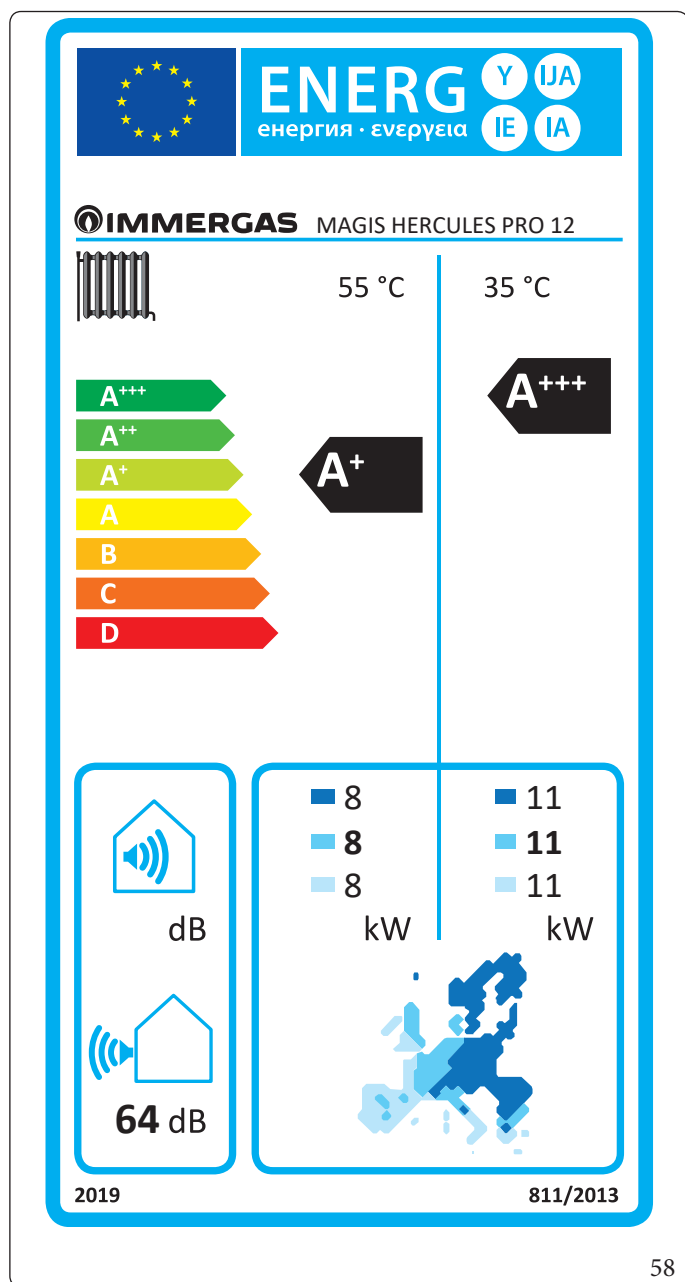 ENERG Y IJA
енергия · ενεργεια IE IA
IMMERGAS MAGIS HERCULES PRO 12
55 °C 35 °C
A+++
A+++
A++
A+
A+
A
B
C
D
8 11
8 11
8 11
dB kW kW
64 dB
2019 811/2013
58